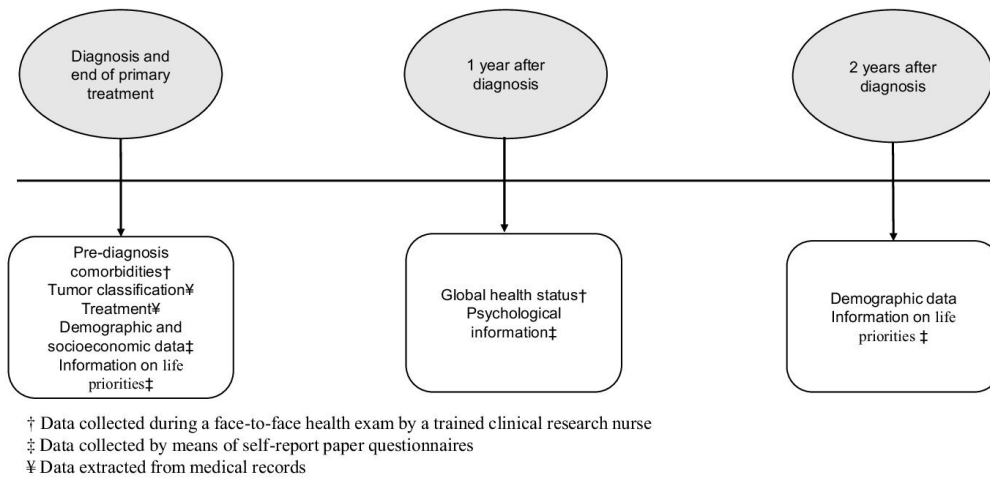 Diagnosis and
end of primary
treatment
1 year after
diagnosis
2 years after
diagnosis
Pre-diagnosis
comorbidities†
Tumor classification¥
Treatment¥
Demographic and
socioeconomic data‡
Information on life
priorities‡
Global health status†
Psychological
information‡
Demographic data
Information on life
priorities ‡
† Data collected during a face-to-face health exam by a trained clinical research nurse
‡ Data collected by means of self-report paper questionnaires
¥ Data extracted from medical records